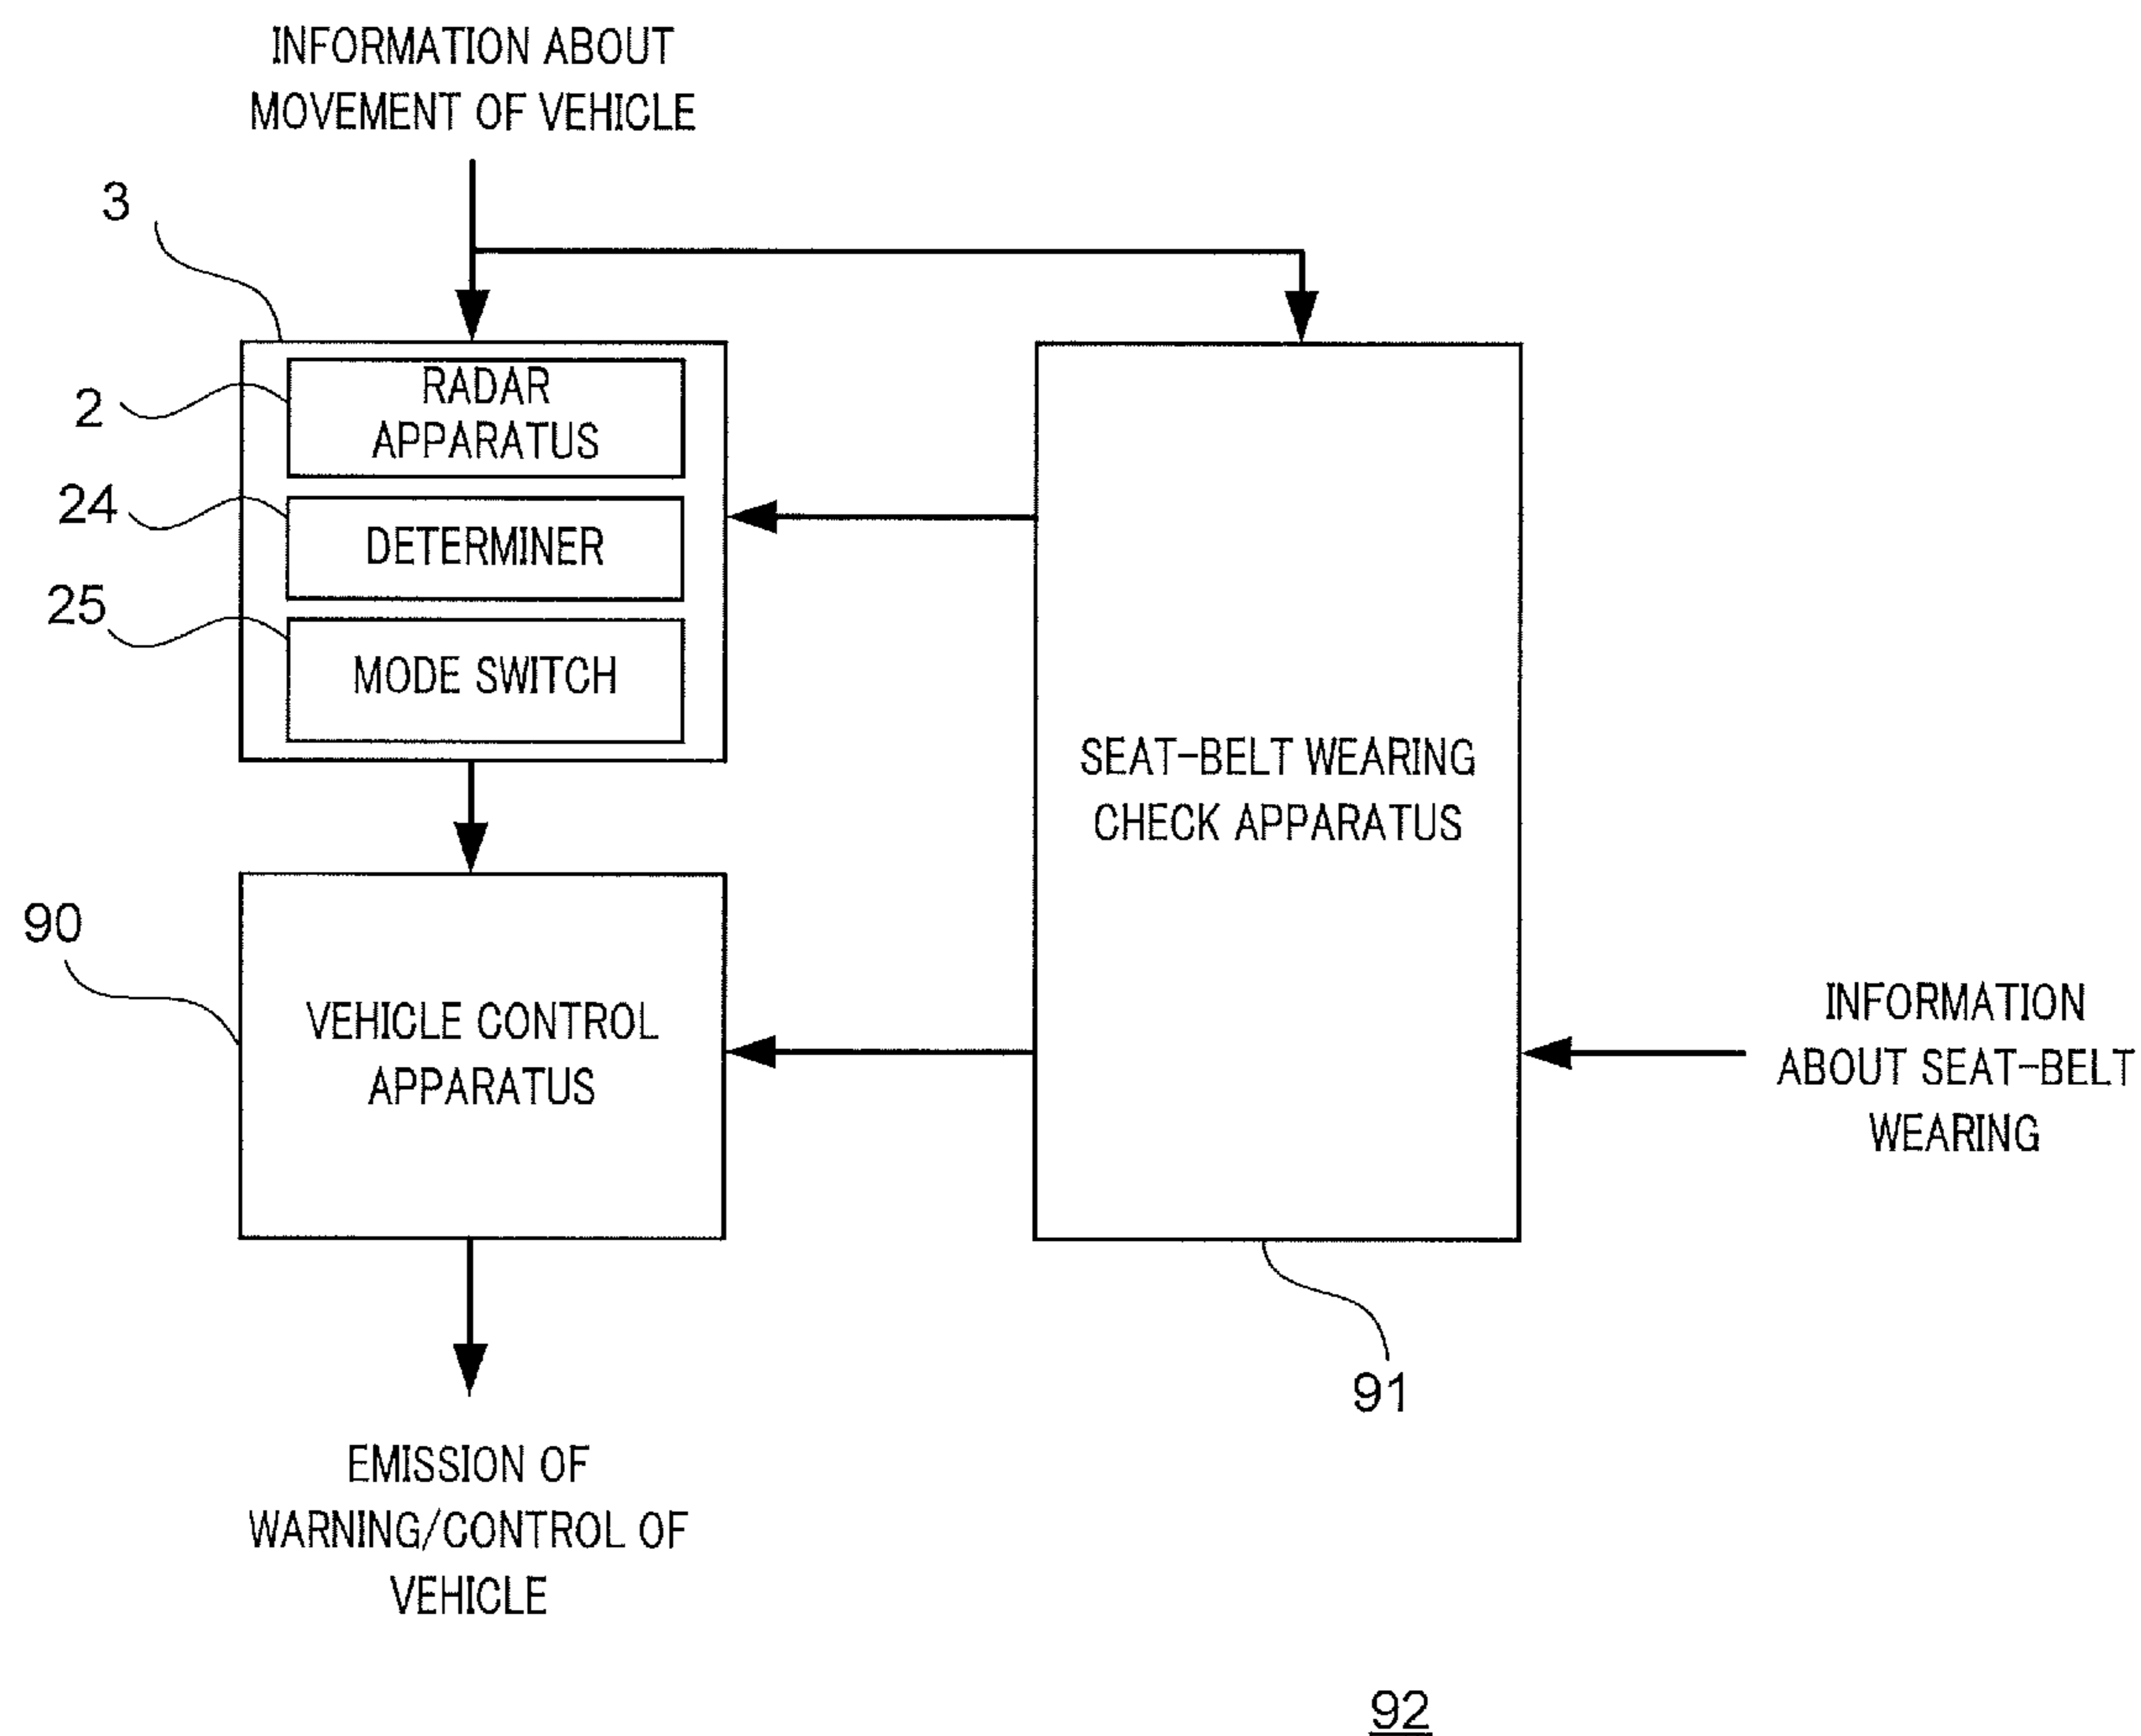 INFORMATION ABOUT
MOVEMENT OF VEHICLE
3
2
RADAR
APPARATUS
24
DETERMINER
25
MODE SWITCH
SEAT-BELT WEARING
CHECK APPARATUS
90
VEHICLE CONTROL
APPARATUS
INFORMATION
ABOUT SEAT-BELT
WEARING
91
EMISSION OF
WARNING/CONTROL OF
VEHICLE
92